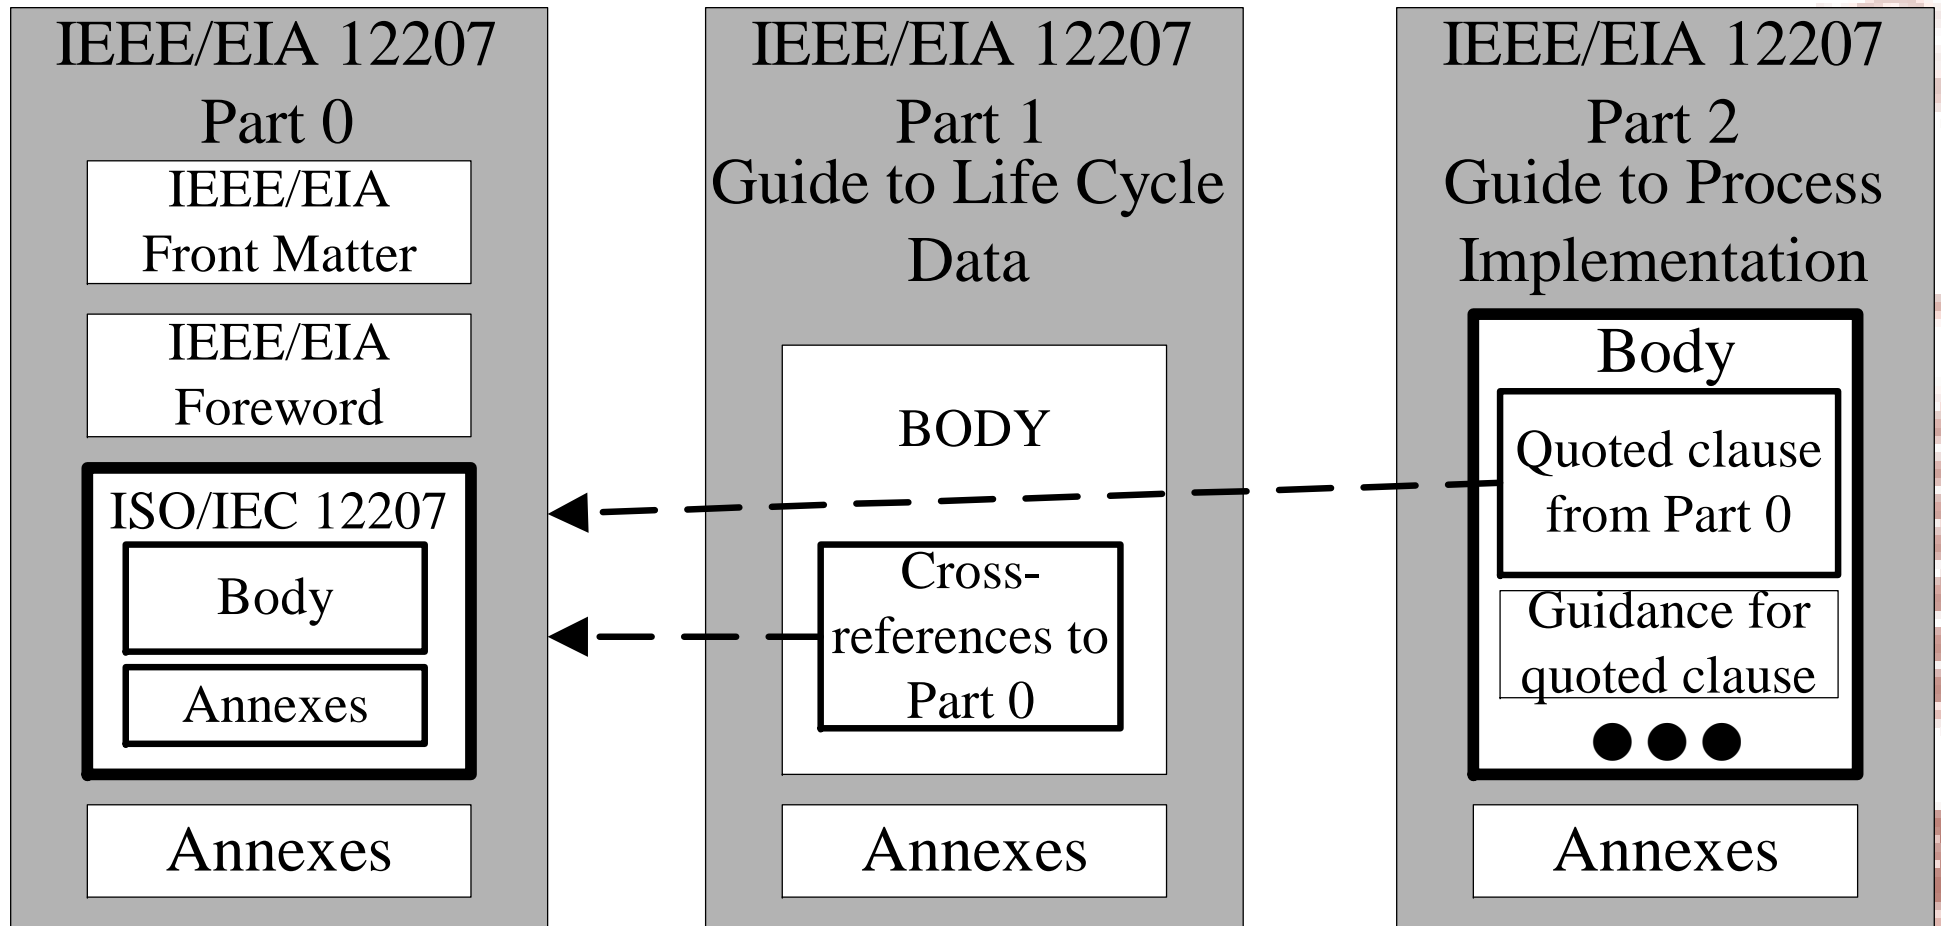 IEEE/EIA 12207
Part 0
IEEE/EIA
Front Matter
IEEE/EIA
Foreword
ISO/IEC 12207
Body
Annexes
Annexes
IEEE/EIA 12207
Part 1
Guide to Life Cycle
Data
BODY
Cross-
references to
Part 0
Annexes
IEEE/EIA 12207
Part 2
Guide to Process
Implementation
Body
Quoted clause
from Part 0
Guidance for
quoted clause
Annexes